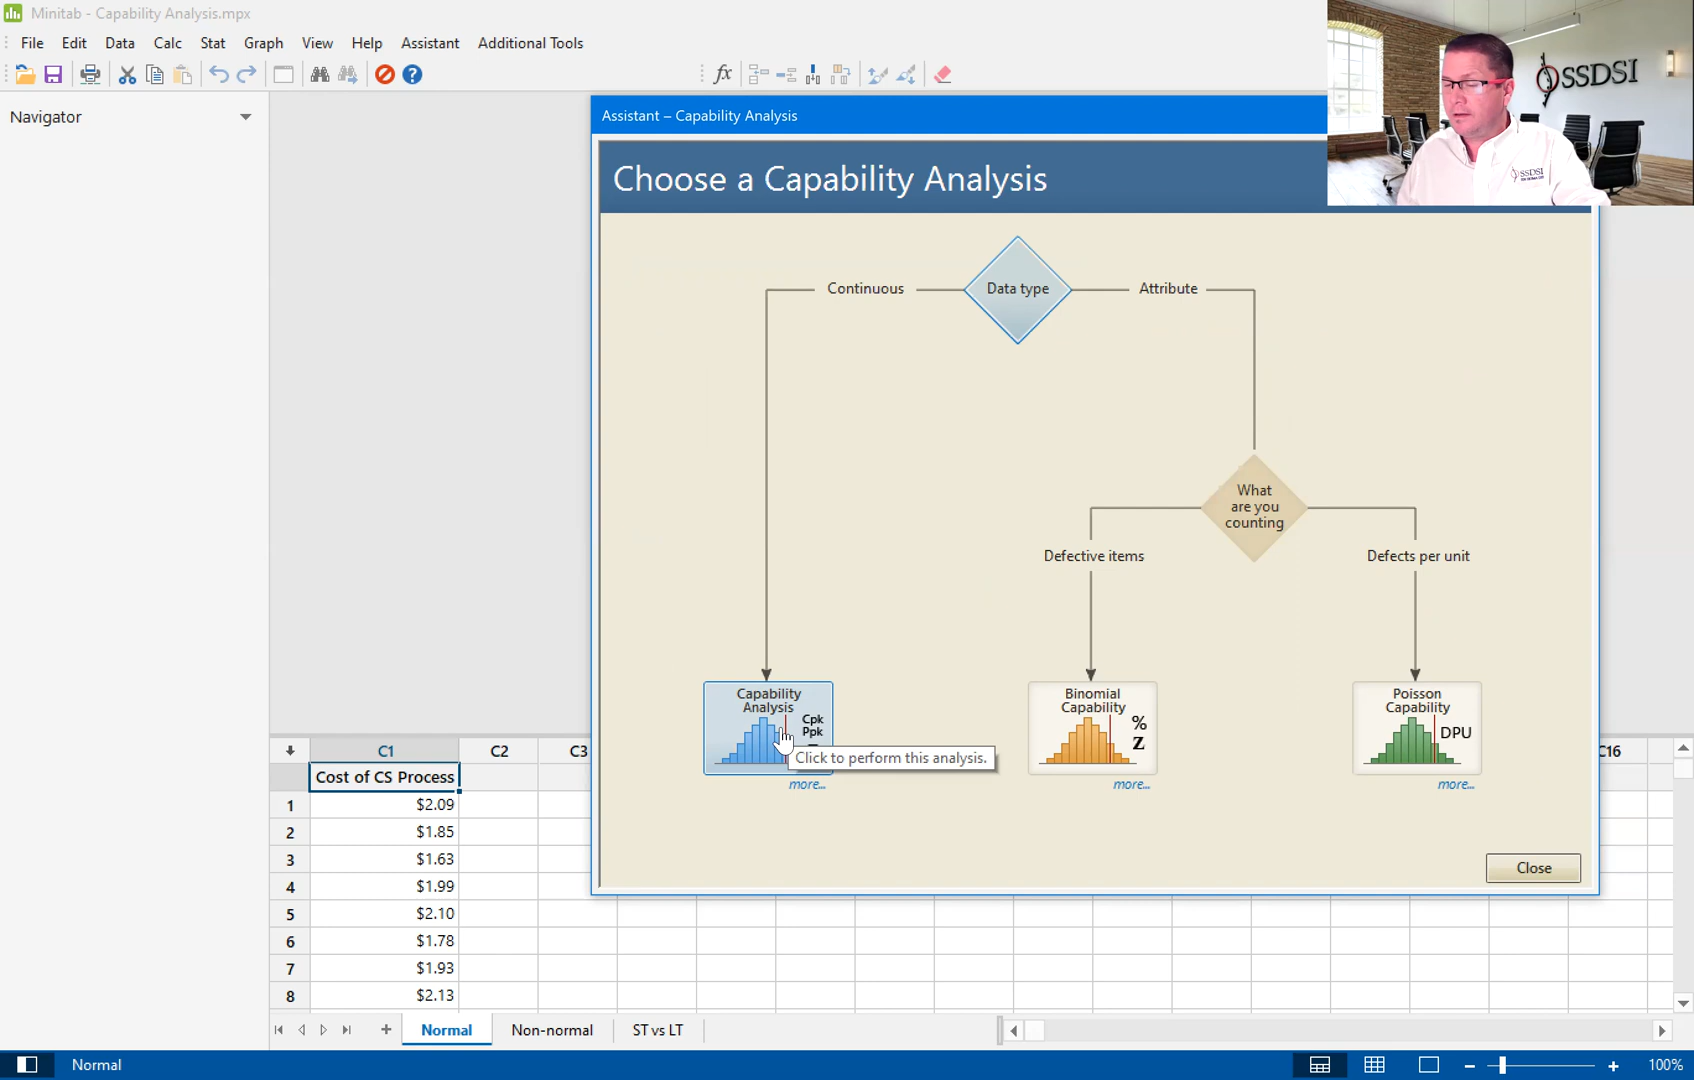 Minitab - Capability Analysis.mpx
File Edit Data Calc Stat Graph View Help Assistant Additional Tools
fx
Navigator
Assistant – Capability Analysis
Choose a Capability Analysis
SSDSI
SSDSI
Continuous
Data type
Attribute
What
are you
counting
Defective items
Defects per unit
Capability
Analysis
Cpk
Ppk
Click to perform this analysis.
more...
Binomial
Capability
%
Z
more...
Poisson
Capability
DPU
more...
Close
C1 C2 C3 C16
Cost of CS Process
1 $2.09
2 $1.85
3 $1.63
4 $1.99
5 $2.10
6 $1.78
7 $1.93
8 $2.13
Normal Non-normal ST vs LT
Normal
100%